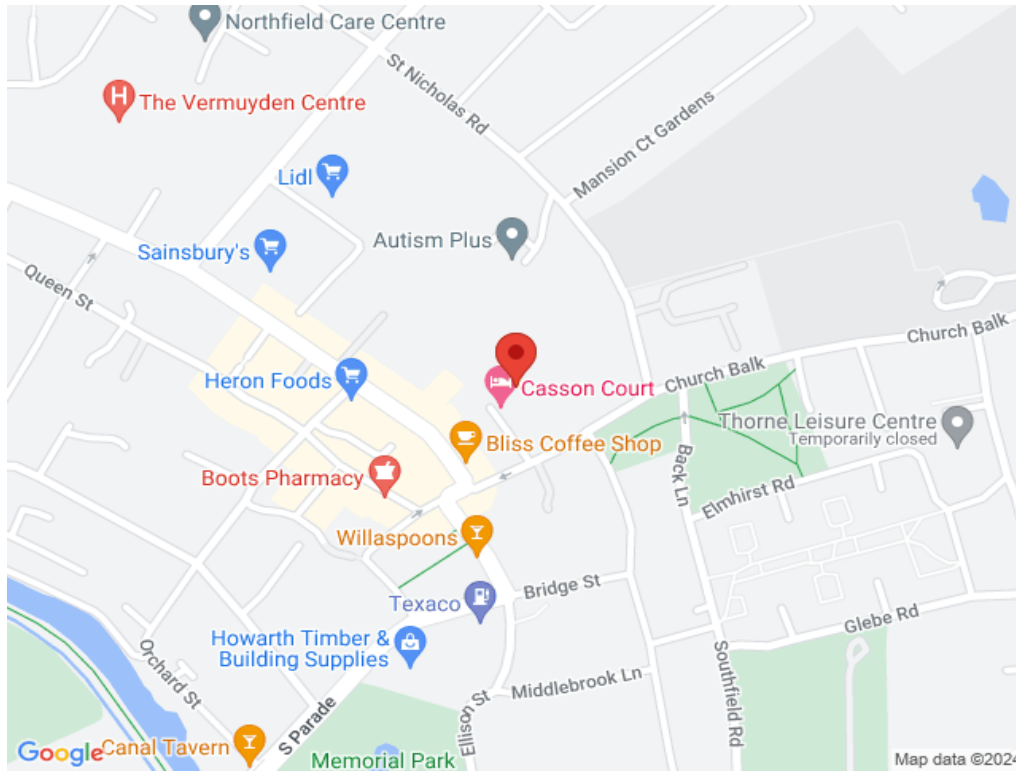 Northfield Care Centre
St Nicholas Rd
The Vermuyden Centre
Mansion Ct Gardens
Lidl
Autism Plus
Sainsbury's
Queen St
Church Balk
Heron Foods
Casson Court
Church Balk
Thorne Leisure Centre
Temporarily closed
Bliss Coffee Shop
Back Ln
Boots Pharmacy
Elmhirst Rd
Willaspoons
Bridge St
Texaco
Glebe Rd
Howarth Timber &
Building Supplies
Orchard St
Southfield Rd
Middlebrook Ln
Ellison St
S Parade
Canal Tavern
Memorial Park
Google
Map data ©2024